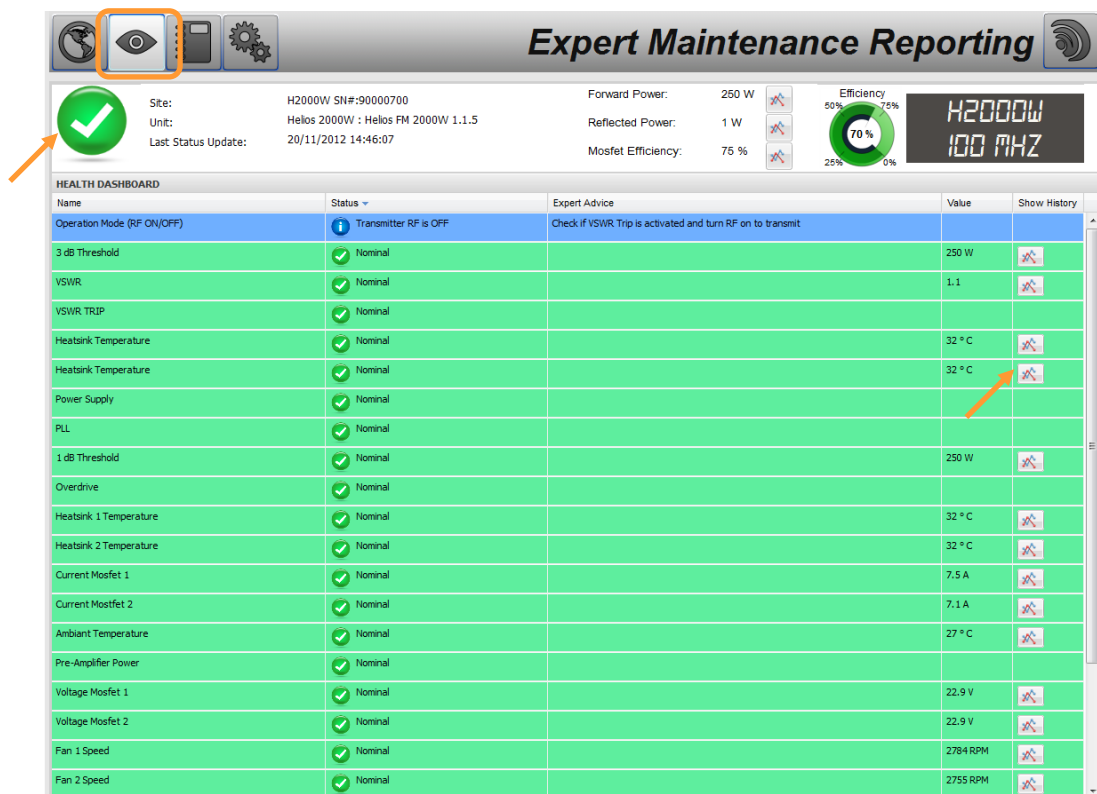 Expert Maintenance Reporting
Site: H2000W SN#:90000700
Unit: Helios 2000W : Helios FM 2000W 1.1.5
Last Status Update: 20/11/2012 14:46:07
Forward Power: 250 W
Reflected Power: 1 W
Mosfet Efficiency: 75 %
Efficiency
50% 75%
70 %
25% 0%
H2000W
100 MHZ
HEALTH DASHBOARD
Name Status Expert Advice Value Show History
Operation Mode (RF ON/OFF) Transmitter RF is OFF Check if VSWR Trip is activated and turn RF on to transmit
3 dB Threshold Nominal 250 W
VSWR Nominal 1.1
VSWR TRIP Nominal
Heatsink Temperature Nominal 32 ° C
Heatsink Temperature Nominal 32 ° C
Power Supply Nominal
PLL Nominal
1 dB Threshold Nominal 250 W
Overdrive Nominal
Heatsink 1 Temperature Nominal 32 ° C
Heatsink 2 Temperature Nominal 32 ° C
Current Mosfet 1 Nominal 7.5 A
Current Mostfet 2 Nominal 7.1 A
Ambiant Temperature Nominal 27 ° C
Pre-Amplifier Power Nominal
Voltage Mosfet 1 Nominal 22.9 V
Voltage Mosfet 2 Nominal 22.9 V
Fan 1 Speed Nominal 2784 RPM
Fan 2 Speed Nominal 2755 RPM